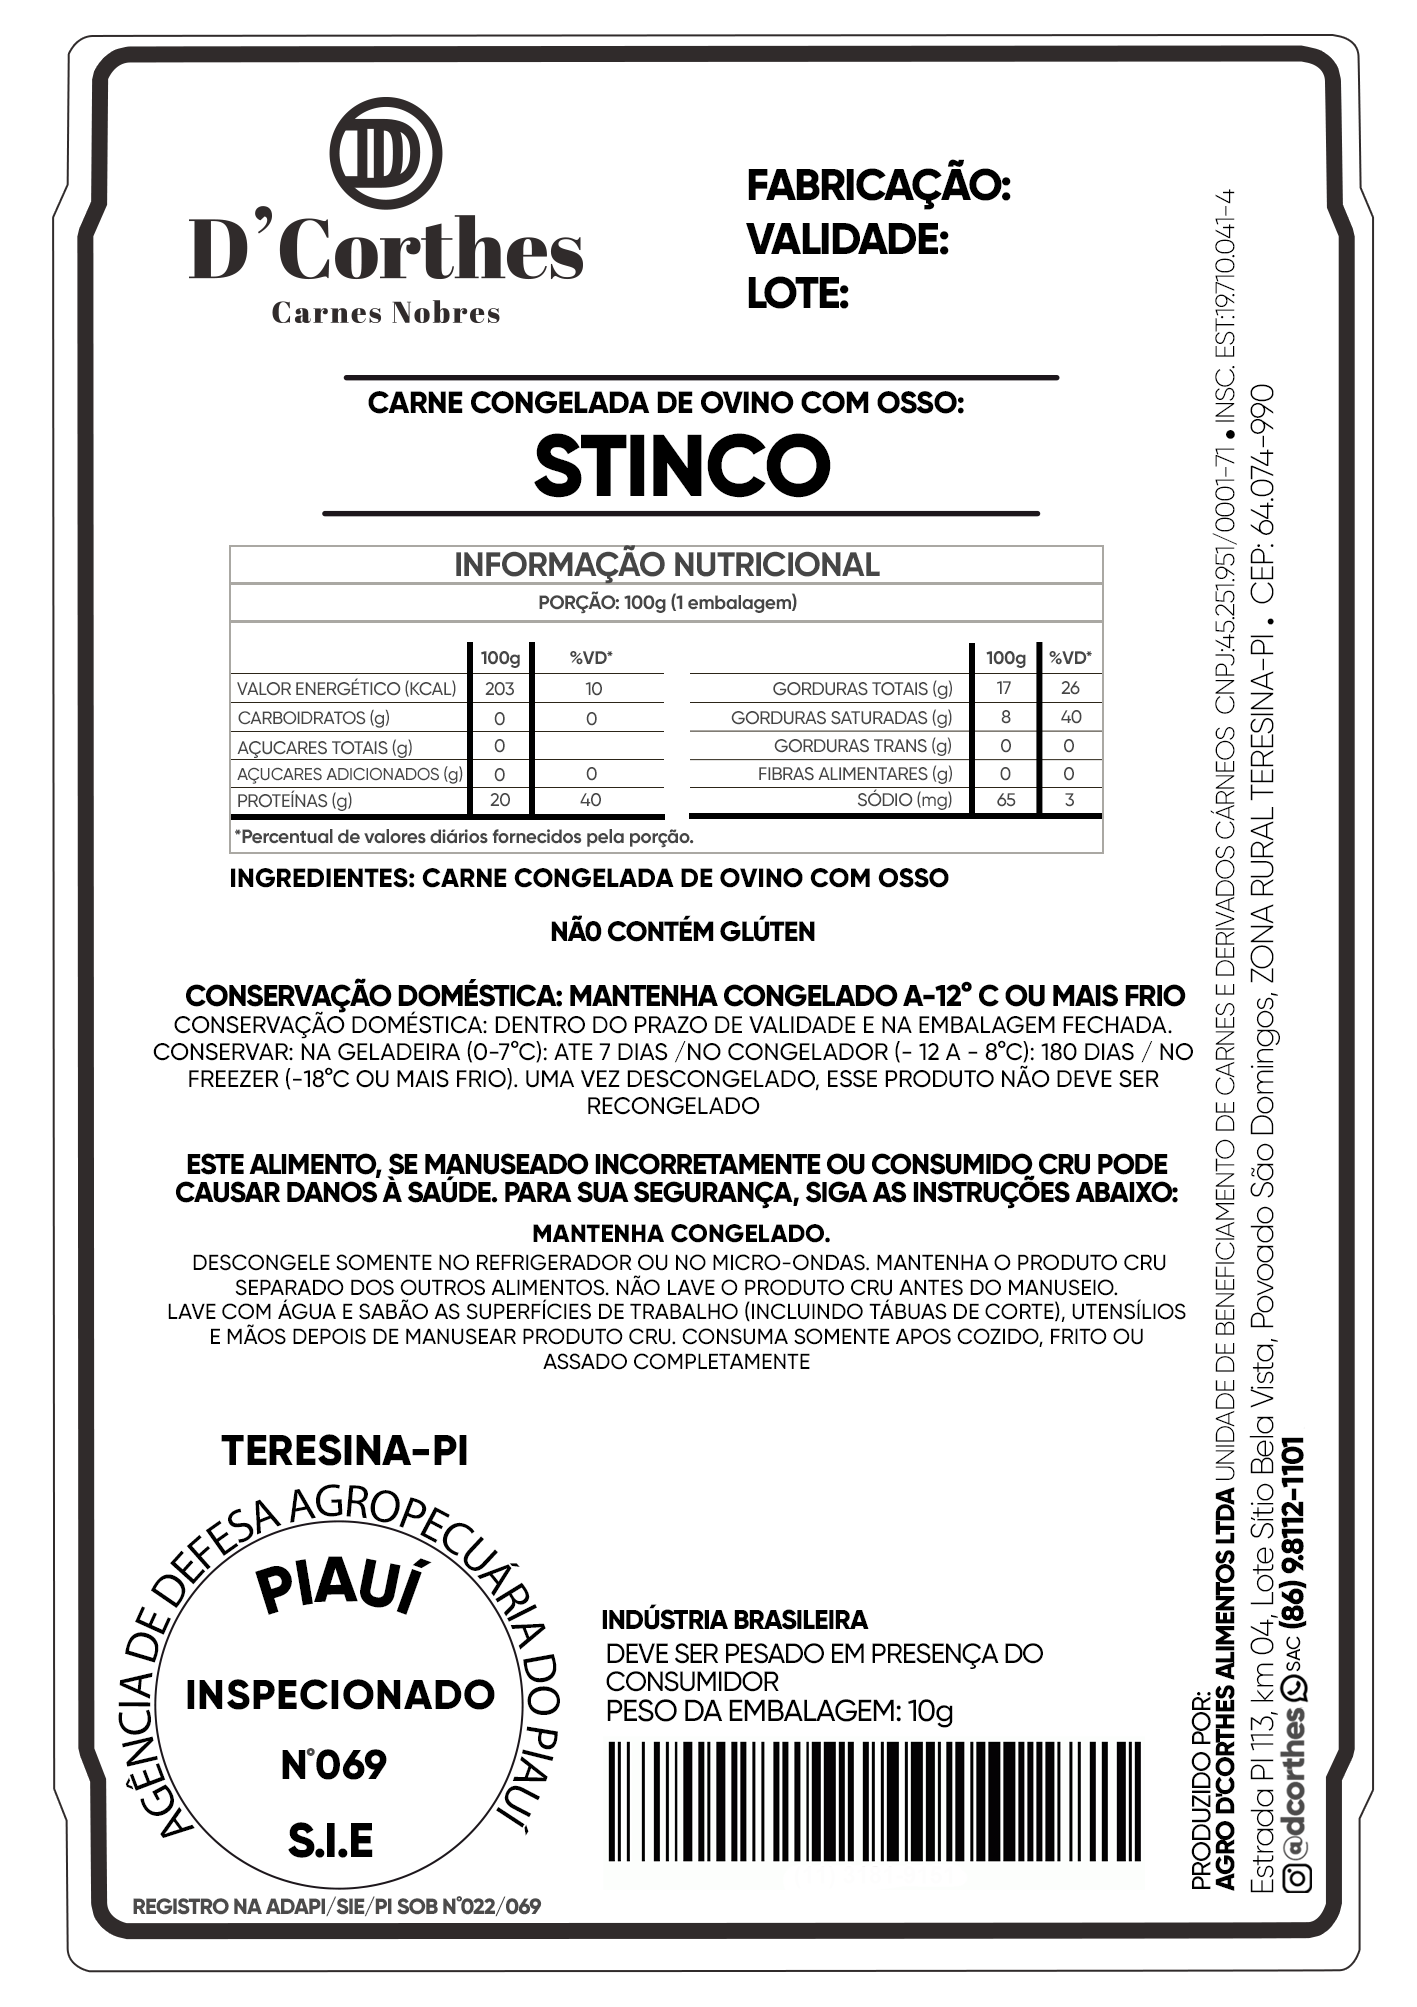 D'Corthes
Carnes Nobres
FABRICAÇÃO:
VALIDADE:
LOTE:
CARNE CONGELADA DE OVINO COM OSSO:
STINCO
INFORMAÇÃO NUTRICIONAL
PORÇÃO: 100g (1 embalagem)
100g %VD*
VALOR ENERGÉTICO (KCAL) 203 10
CARBOIDRATOS (g) 0 0
AÇUCARES TOTAIS (g) 0
AÇUCARES ADICIONADOS (g) 0 0
PROTEÍNAS (g) 20 40
100g %VD*
GORDURAS TOTAIS (g) 17 26
GORDURAS SATURADAS (g) 8 40
GORDURAS TRANS (g) 0 0
FIBRAS ALIMENTARES (g) 0 0
SÓDIO (mg) 65 3
*Percentual de valores diários fornecidos pela porção.
INGREDIENTES: CARNE CONGELADA DE OVINO COM OSSO
NÃ0 CONTÉM GLÚTEN
CONSERVAÇÃO DOMÉSTICA: MANTENHA CONGELADO A-12° C OU MAIS FRIO
CONSERVAÇÃO DOMÉSTICA: DENTRO DO PRAZO DE VALIDADE E NA EMBALAGEM FECHADA.
CONSERVAR: NA GELADEIRA (0-7°C): ATE 7 DIAS /NO CONGELADOR (- 12 A - 8°C): 180 DIAS / NO
FREEZER (-18°C OU MAIS FRIO). UMA VEZ DESCONGELADO, ESSE PRODUTO NÃO DEVE SER
RECONGELADO
ESTE ALIMENTO, SE MANUSEADO INCORRETAMENTE OU CONSUMIDO CRU PODE
CAUSAR DANOS À SAÚDE. PARA SUA SEGURANÇA, SIGA AS INSTRUÇÕES ABAIXO:
MANTENHA CONGELADO.
DESCONGELE SOMENTE NO REFRIGERADOR OU NO MICRO-ONDAS. MANTENHA O PRODUTO CRU
SEPARADO DOS OUTROS ALIMENTOS. NÃO LAVE O PRODUTO CRU ANTES DO MANUSEIO.
LAVE COM ÁGUA E SABÃO AS SUPERFÍCIES DE TRABALHO (INCLUINDO TÁBUAS DE CORTE), UTENSÍLIOS
E MÃOS DEPOIS DE MANUSEAR PRODUTO CRU. CONSUMA SOMENTE APOS COZIDO, FRITO OU
ASSADO COMPLETAMENTE
TERESINA-PI
AGÊNCIA DE DEFESA AGROPECUÁRIA DO PIAUÍ
PIAUÍ
INSPECIONADO
N°069
S.I.E
REGISTRO NA ADAPI/SIE/PI SOB N°022/069
INDÚSTRIA BRASILEIRA
DEVE SER PESADO EM PRESENÇA DO
CONSUMIDOR
PESO DA EMBALAGEM: 10g
PRODUZIDO POR:
AGRO D'CORTHES ALIMENTOS LTDA UNIDADE DE BENEFICIAMENTO DE CARNES E DERIVADOS CÁRNEOS CNPJ:45.251.951/0001-71 • INSC. EST:19.710.041-4
Estrada PI 113, km 04, Lote Sítio Bela Vista, Povoado São Domingos, ZONA RURAL TERESINA-PI • CEP: 64.074-990
@dcorthes SAC (86) 9.8112-1101